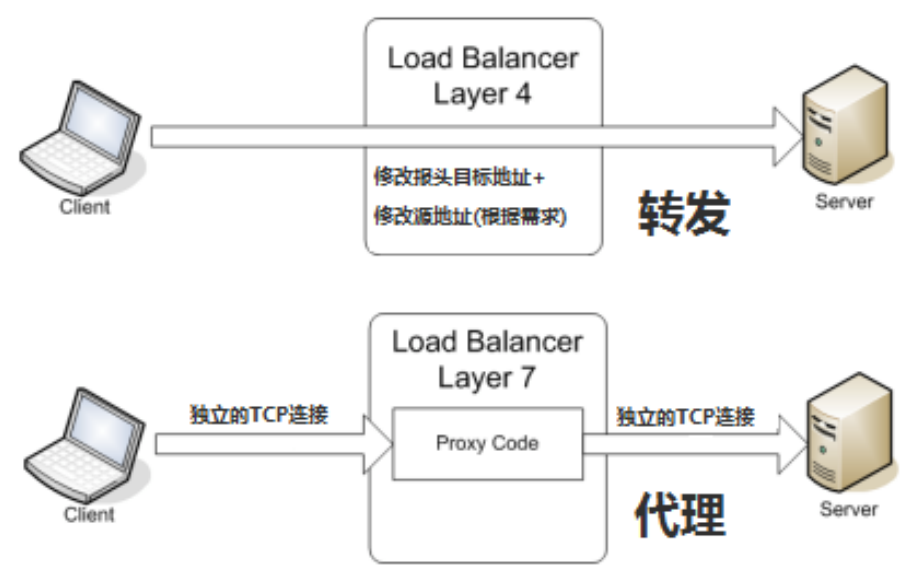 Load Balancer
Layer 4
修改报头目标地址+
修改源地址(根据需求)
转发
Client
Server
Load Balancer
Layer 7
独立的TCP连接
Proxy Code
独立的TCP连接
代理
Client
Server